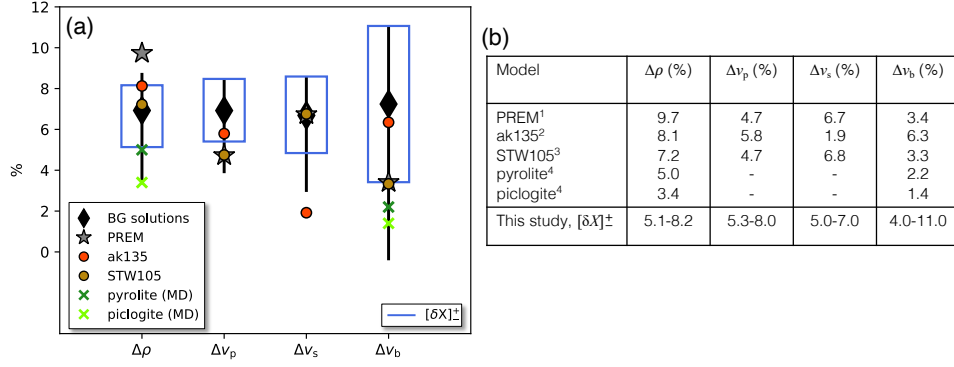 (a)
%
12
10
8
6
4
2
0
BG solutions
PREM
ak135
STW105
pyrolite (MD)
piclogite (MD)
[δX]±
Δρ Δvp Δvs Δvb
(b)
Model Δρ (%) Δvp (%) Δvs (%) Δvb (%)
PREM¹ 9.7 4.7 6.7 3.4
ak135² 8.1 5.8 1.9 6.3
STW105³ 7.2 4.7 6.8 3.3
pyrolite⁴ 5.0 - - 2.2
piclogite⁴ 3.4 - - 1.4
This study, [δX]± 5.1-8.2 5.3-8.0 5.0-7.0 4.0-11.0